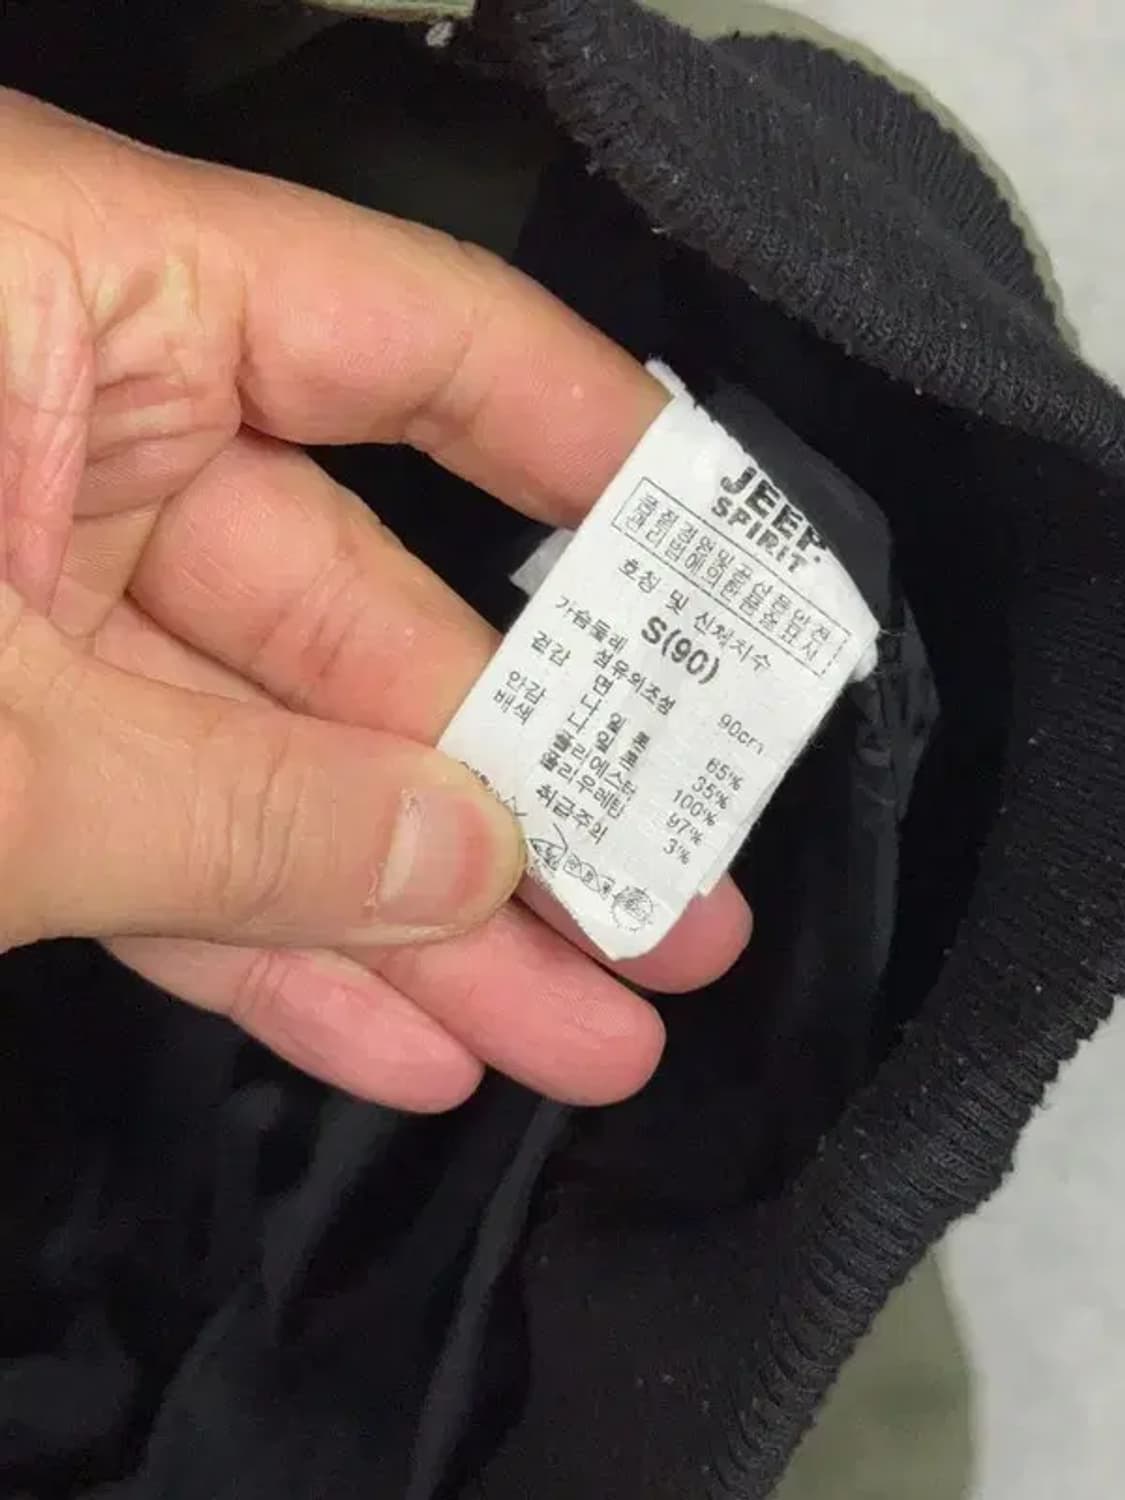 JEEP
SPIRIT
품질경영및공산품안전
관리법에의한품질표시
호칭 및 신체치수
S(90)
가슴둘레 90cm
섬유의조성
겉감 면 65%
나일론 35%
안감 나일론 100%
배색 폴리에스터 97%
폴리우레탄 3%
취급주의